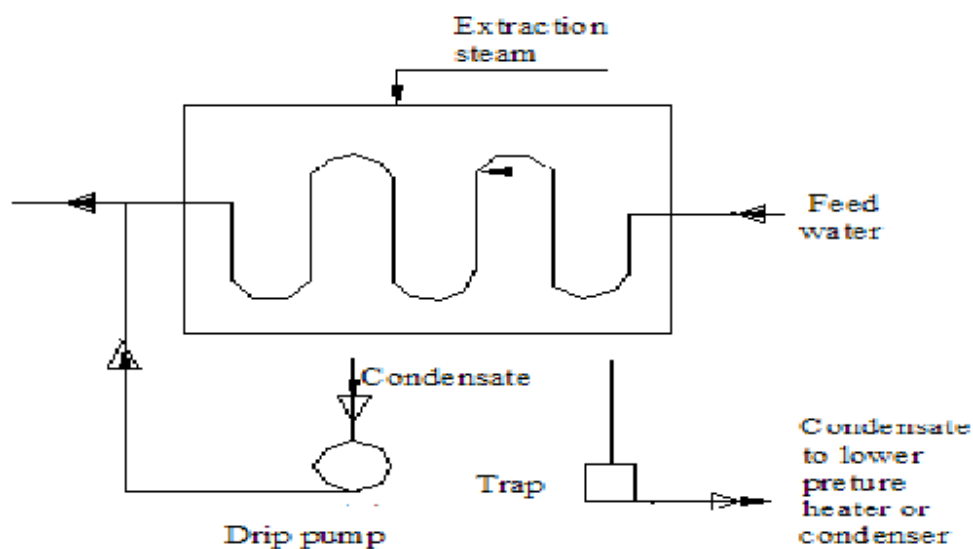 Extraction
steam
Feed
water
Condensate
Trap
Drip pump
Condensate
to lower
preture
heater or
condenser